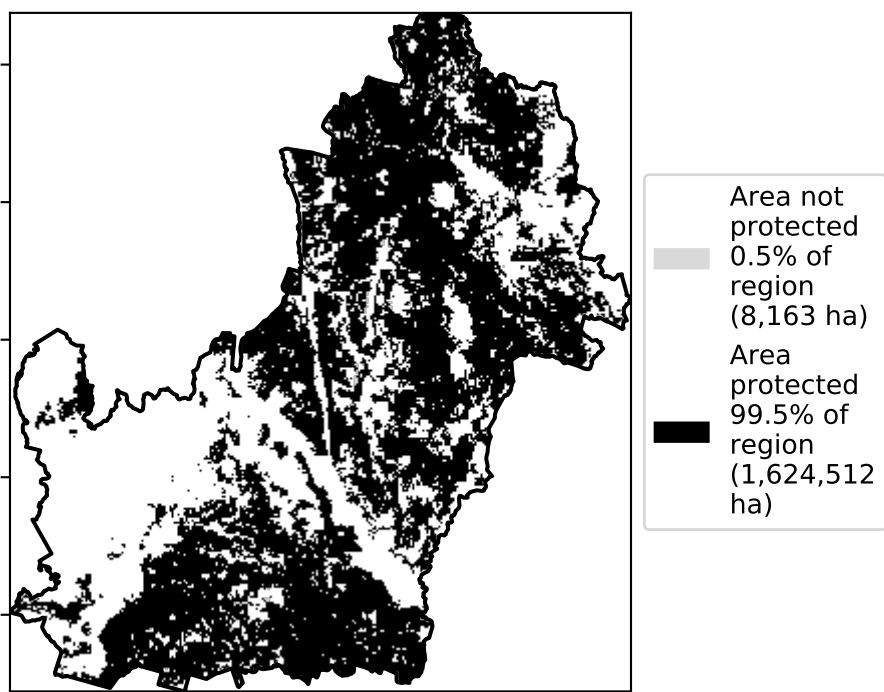 Area not
protected
0.5% of
region
(8,163 ha)
Area
protected
99.5% of
region
(1,624,512
ha)